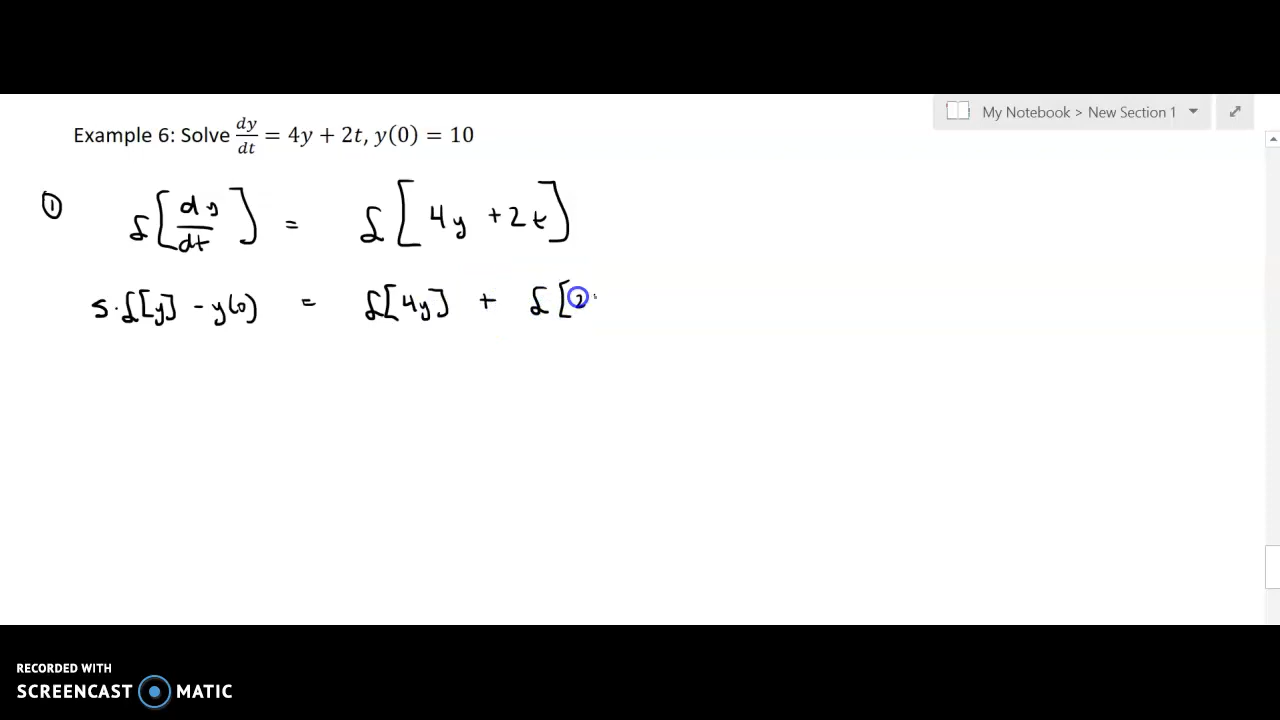 My Notebook > New Section 1
Example 6: Solve dy/dt = 4y + 2t, y(0) = 10
① ℒ[dy/dt] = ℒ[4y + 2t]
s·ℒ[y] - y(0) = ℒ[4y] + ℒ[2
RECORDED WITH
SCREENCAST MATIC